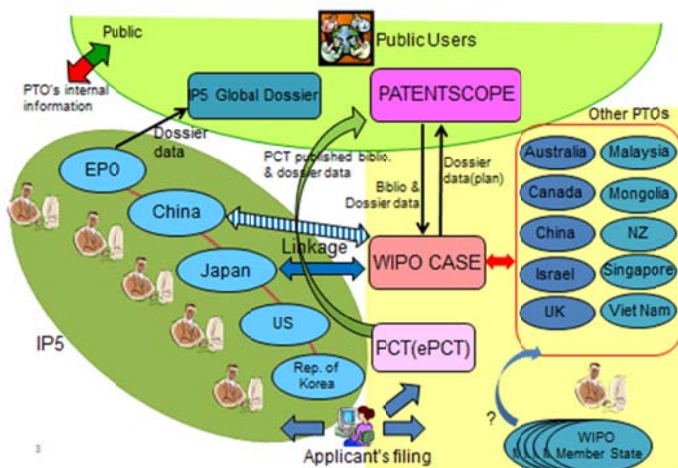 Public
Public Users
PTO's internal
information
IP5 Global Dossier
PATENTSCOPE
Other PTOs
Dossier
data
PCT published biblio.
& dossier data
Biblio &
Dossier data
Dossier
data(plan)
EPO
China
Japan
US
Rep. of
Korea
IP5
Linkage
WIPO CASE
PCT(ePCT)
Australia
Malaysia
Canada
Mongolia
China
NZ
Israel
Singapore
UK
Viet Nam
?
WIPO
Member State
Applicant's filing
3